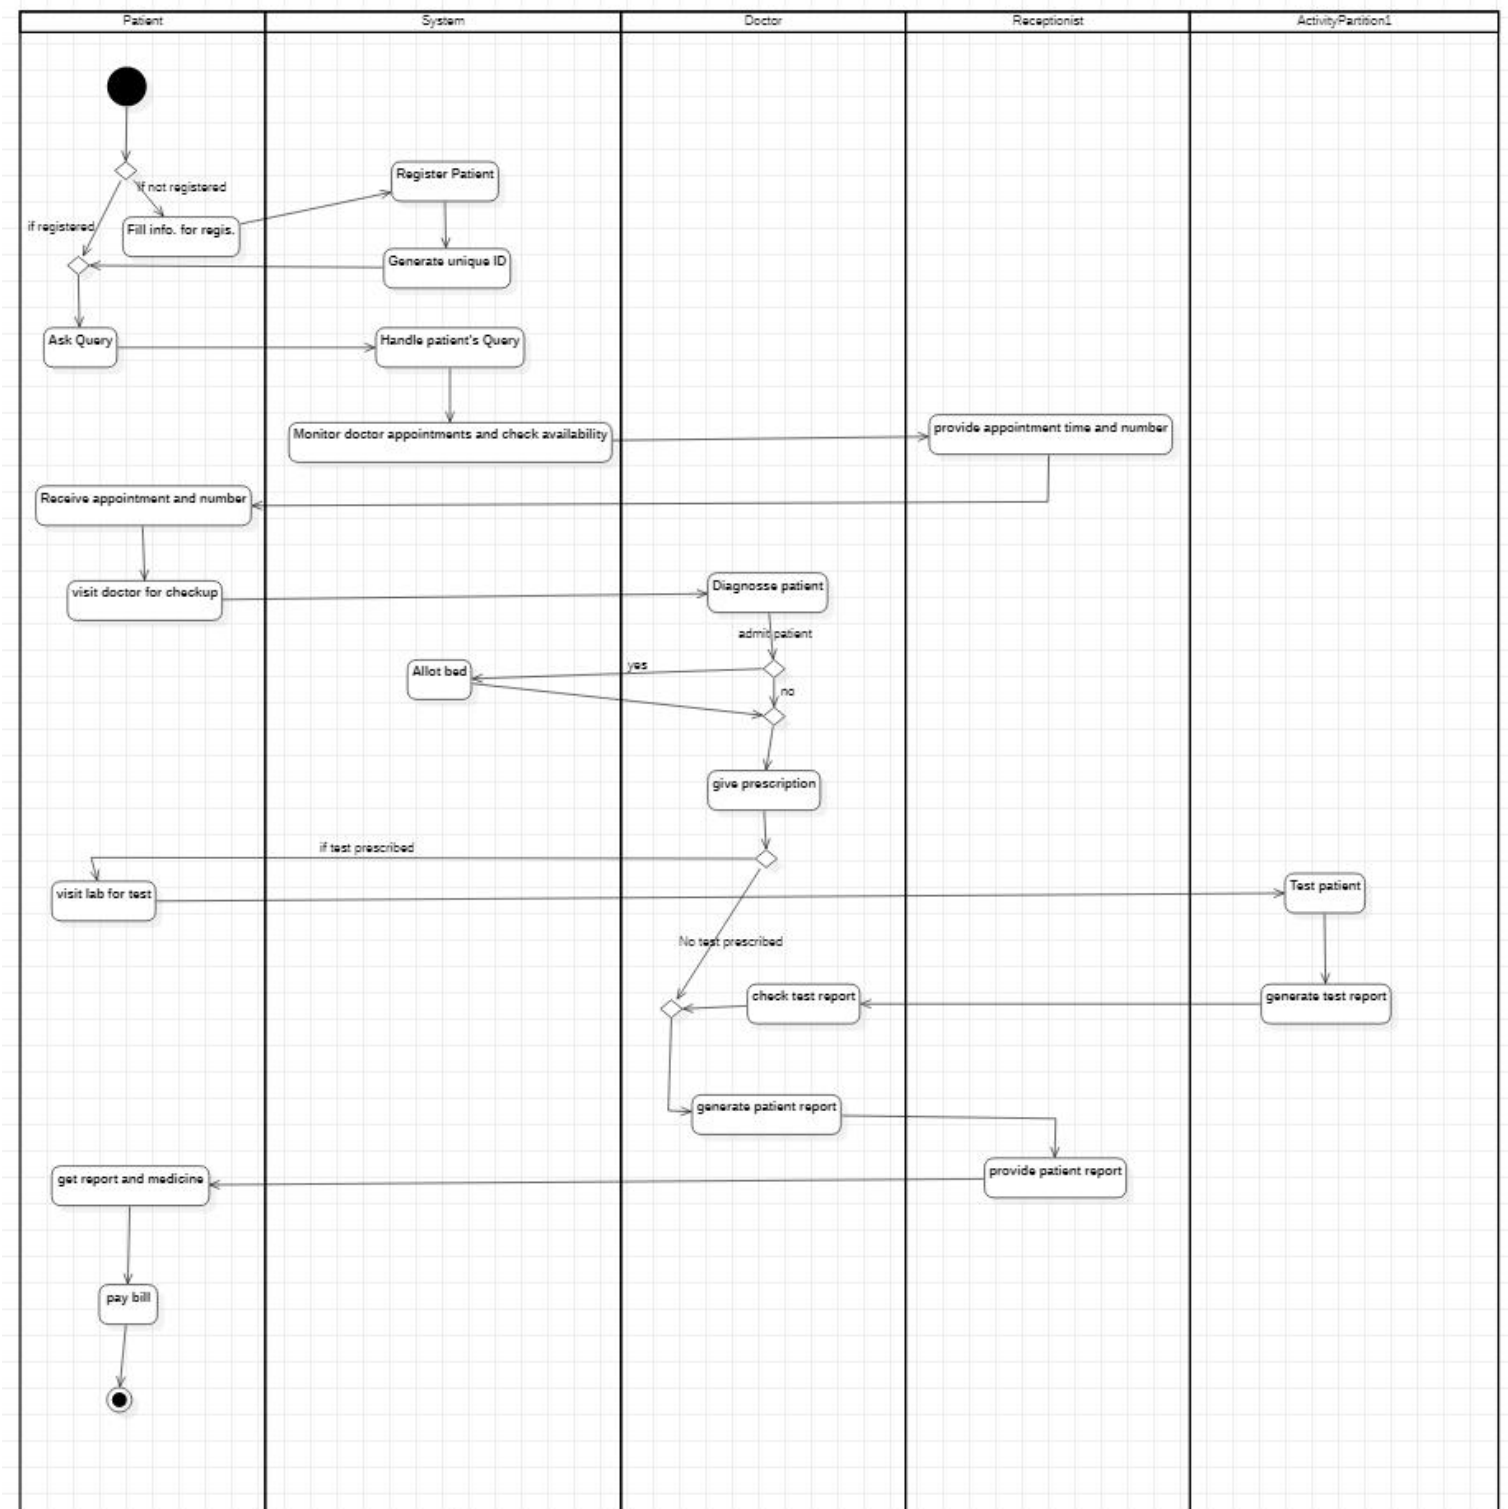 Patient
System
Doctor
Receptionist
ActivityPartition1
Register Patient
If not registered
if registered
Fill info. for regis.
Generate unique ID
Ask Query
Handle patient's Query
Monitor doctor appointments and check availability
provide appointment time and number
Receive appointment and number
visit doctor for checkup
Diagnosse patient
admit patient
yes
Allot bed
no
give prescription
if test prescribed
visit lab for test
Test patient
No test prescribed
check test report
generate test report
generate patient report
provide patient report
get report and medicine
pay bill